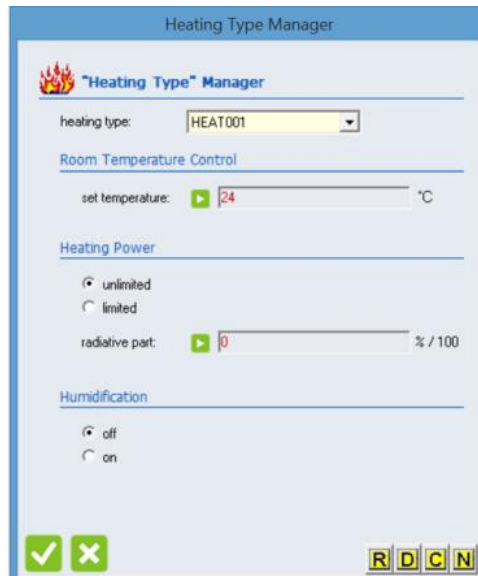 Heating Type Manager
"Heating Type" Manager
heating type: HEAT001
Room Temperature Control
set temperature: 24 °C
Heating Power
unlimited
limited
radiative part: 0 % / 100
Humidification
off
on
R D C N